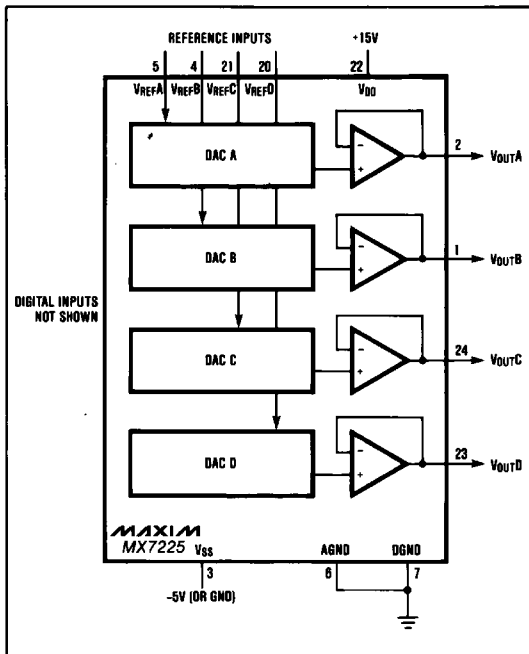 REFERENCE INPUTS +15V
5 4 21 20 22
VREFA VREFB VREFC VREFD VDD
DAC A
- + 2 VOUTA
DAC B
- + 1 VOUTB
DIGITAL INPUTS
NOT SHOWN
DAC C
- + 24 VOUTC
DAC D
- + 23 VOUTD
MAXIM
MX7225 VSS AGND DGND
3 6 7
-5V (OR GND)